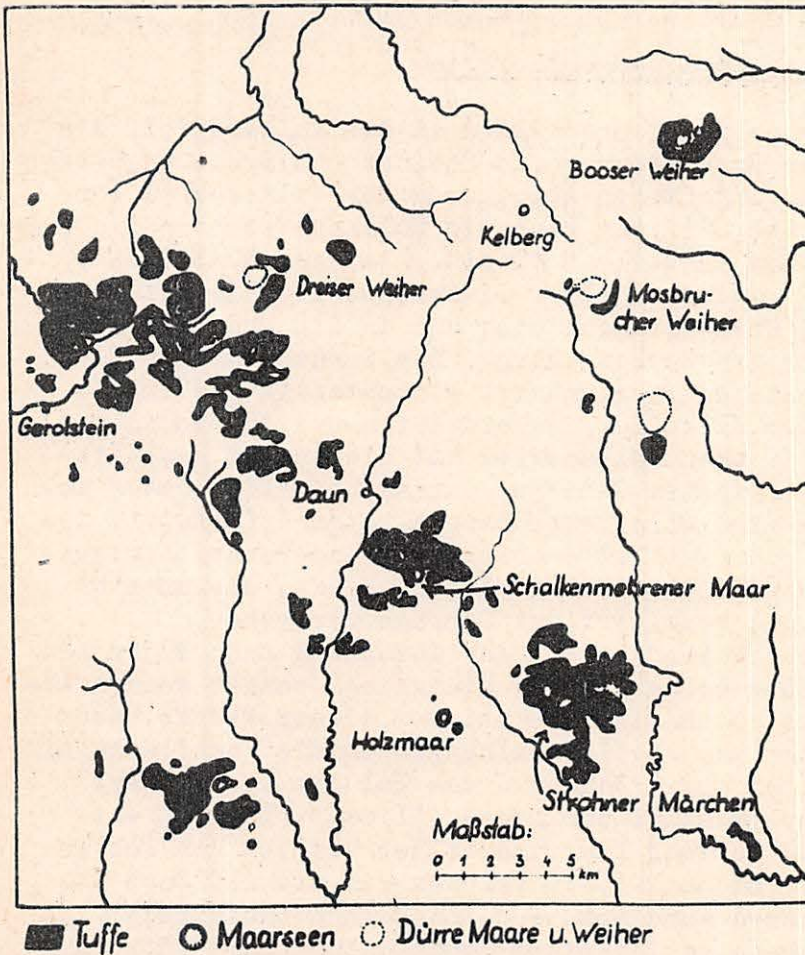 Booser Weiher
Kelberg
Dreiser Weiher
Mosbru-
cher Weiher
Gerolstein
Daun
Schalkenmehrener Maar
Holzmaar
Strohner Märchen
Maßstab:
0 1 2 3 4 5
km
Tuffe
Maarseen
Dürre Maare u. Weiher